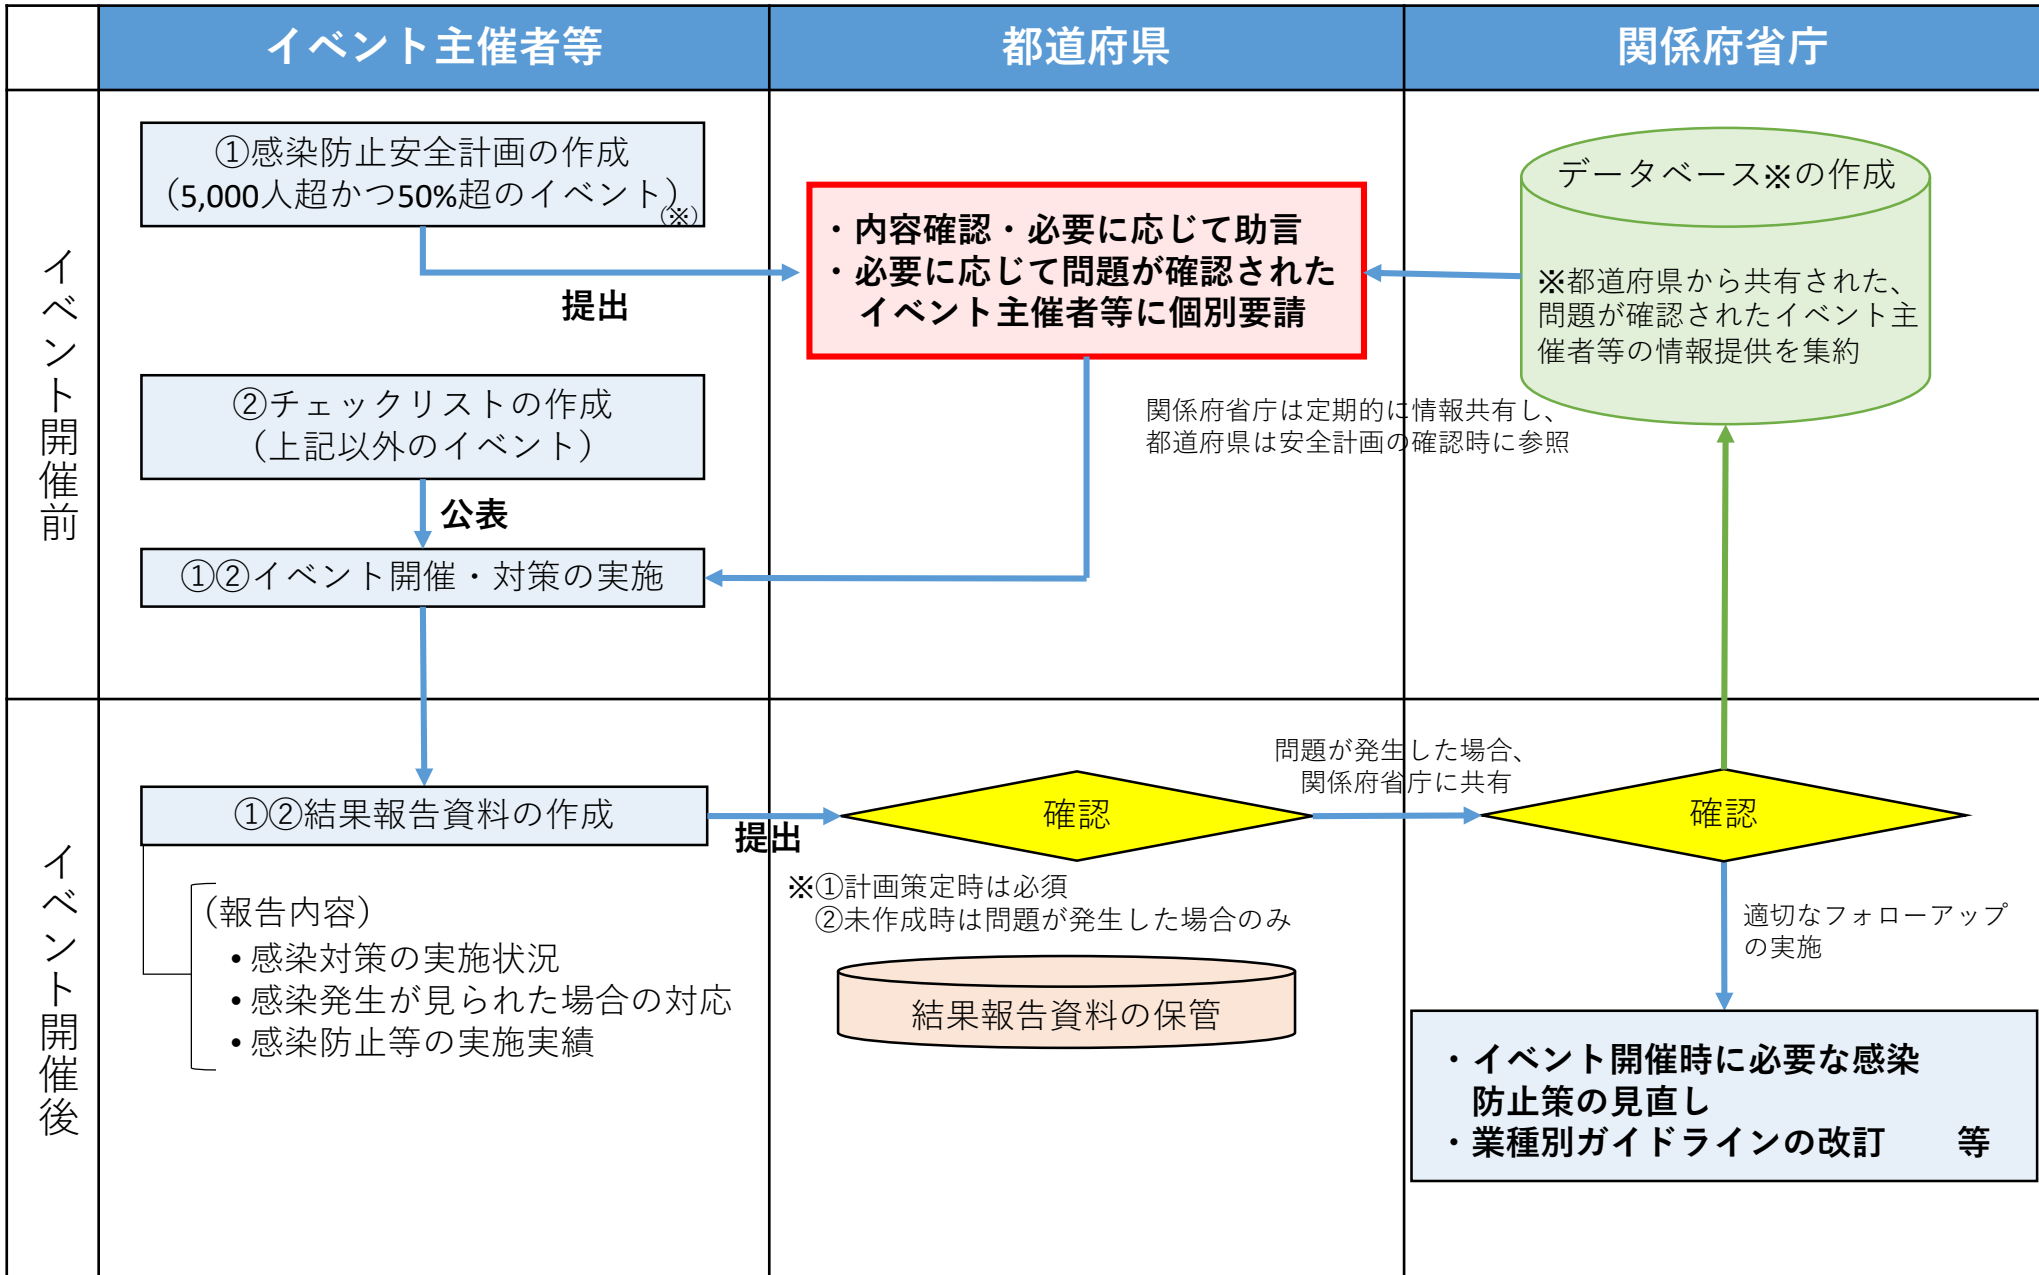 イベント主催者等
都道府県
関係府省庁
イベント開催前
①感染防止安全計画の作成
（5,000人超かつ50%超のイベント）
(※)
提出
・内容確認・必要に応じて助言
・必要に応じて問題が確認された
イベント主催者等に個別要請
データベース※の作成
※都道府県から共有された、
問題が確認されたイベント主
催者等の情報提供を集約
②チェックリストの作成
（上記以外のイベント）
関係府省庁は定期的に情報共有し、
都道府県は安全計画の確認時に参照
公表
①②イベント開催・対策の実施
イベント開催後
①②結果報告資料の作成
提出
確認
問題が発生した場合、
関係府省庁に共有
確認
（報告内容）
• 感染対策の実施状況
• 感染発生が見られた場合の対応
• 感染防止等の実施実績
※①計画策定時は必須
②未作成時は問題が発生した場合のみ
結果報告資料の保管
適切なフォローアップ
の実施
・イベント開催時に必要な感染
防止策の見直し
・業種別ガイドラインの改訂　等